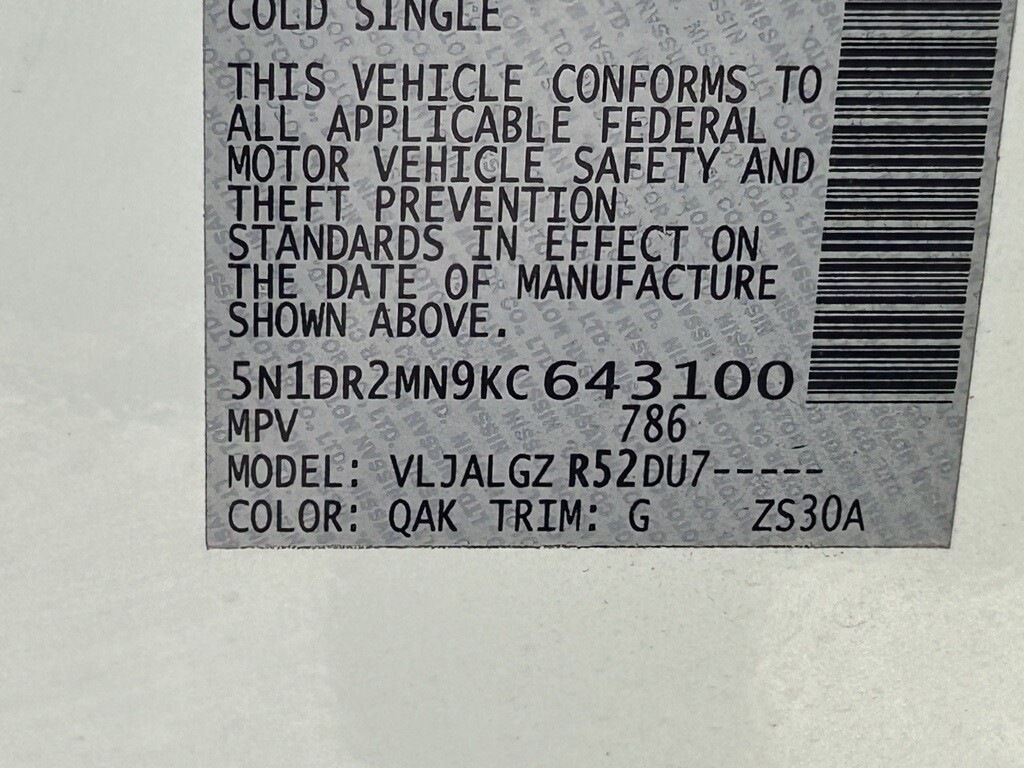 COLD SINGLE
THIS VEHICLE CONFORMS TO
ALL APPLICABLE FEDERAL
MOTOR VEHICLE SAFETY AND
THEFT PREVENTION
STANDARDS IN EFFECT ON
THE DATE OF MANUFACTURE
SHOWN ABOVE.
5N1DR2MN9KC643100
MPV 786
MODEL: VLJALGZ R52DU7-----
COLOR: QAK TRIM: G ZS30A